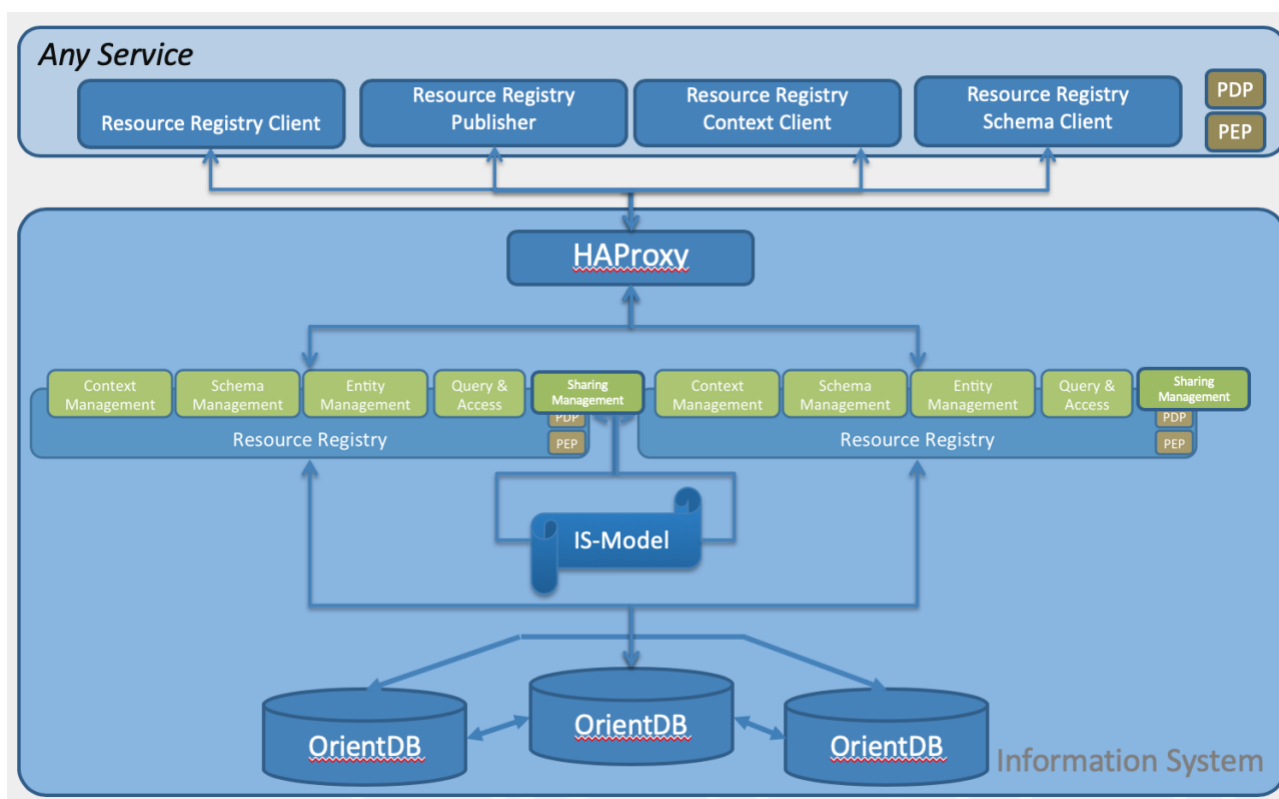 Any Service
Resource Registry Client
Resource Registry
Publisher
Resource Registry
Context Client
Resource Registry
Schema Client
PDP
PEP
HAProxy
Context
Management
Schema
Management
Entity
Management
Query &
Access
Sharing
Management
PDP
PEP
Resource Registry
Context
Management
Schema
Management
Entity
Management
Query &
Access
Sharing
Management
PDP
PEP
Resource Registry
IS-Model
OrientDB
OrientDB
OrientDB
Information System